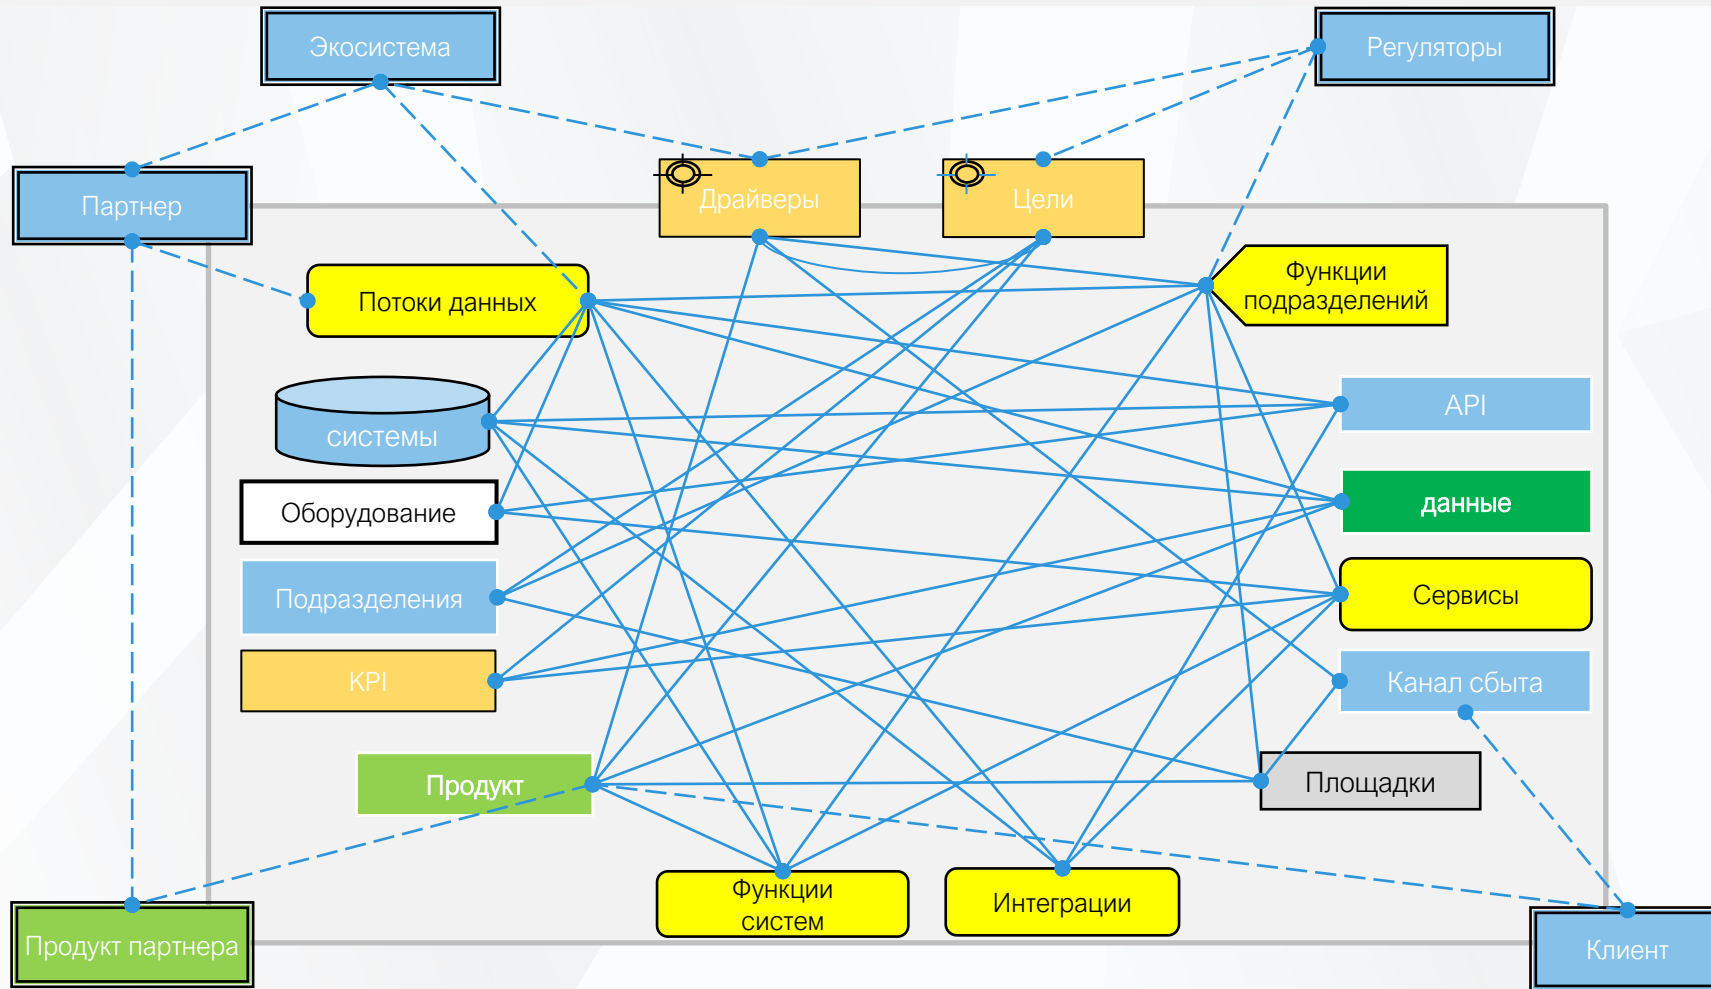 Экосистема
Регуляторы
Партнер
Драйверы
Цели
Потоки данных
Функции
подразделений
системы
API
Оборудование
данные
Подразделения
Сервисы
KPI
Канал сбыта
Продукт
Площадки
Функции
систем
Интеграции
Продукт партнера
Клиент